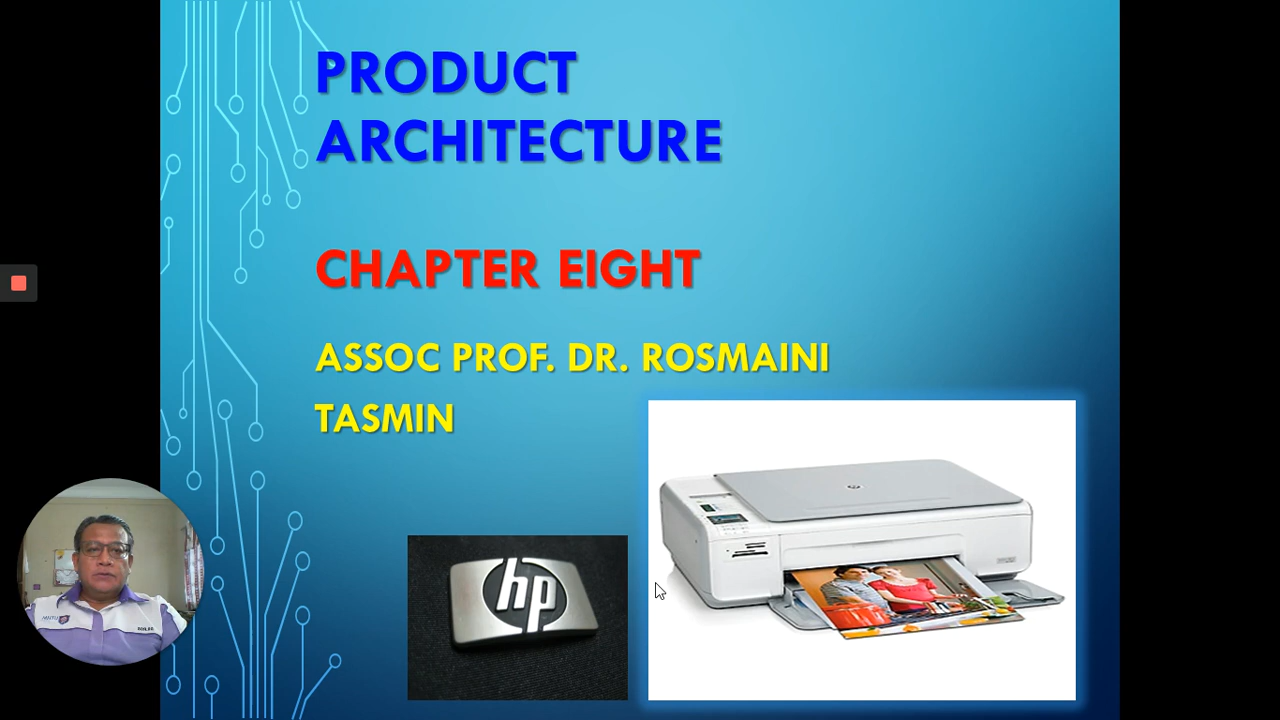 PRODUCT
ARCHITECTURE
CHAPTER EIGHT
ASSOC PROF. DR. ROSMAINI
TASMIN
hp